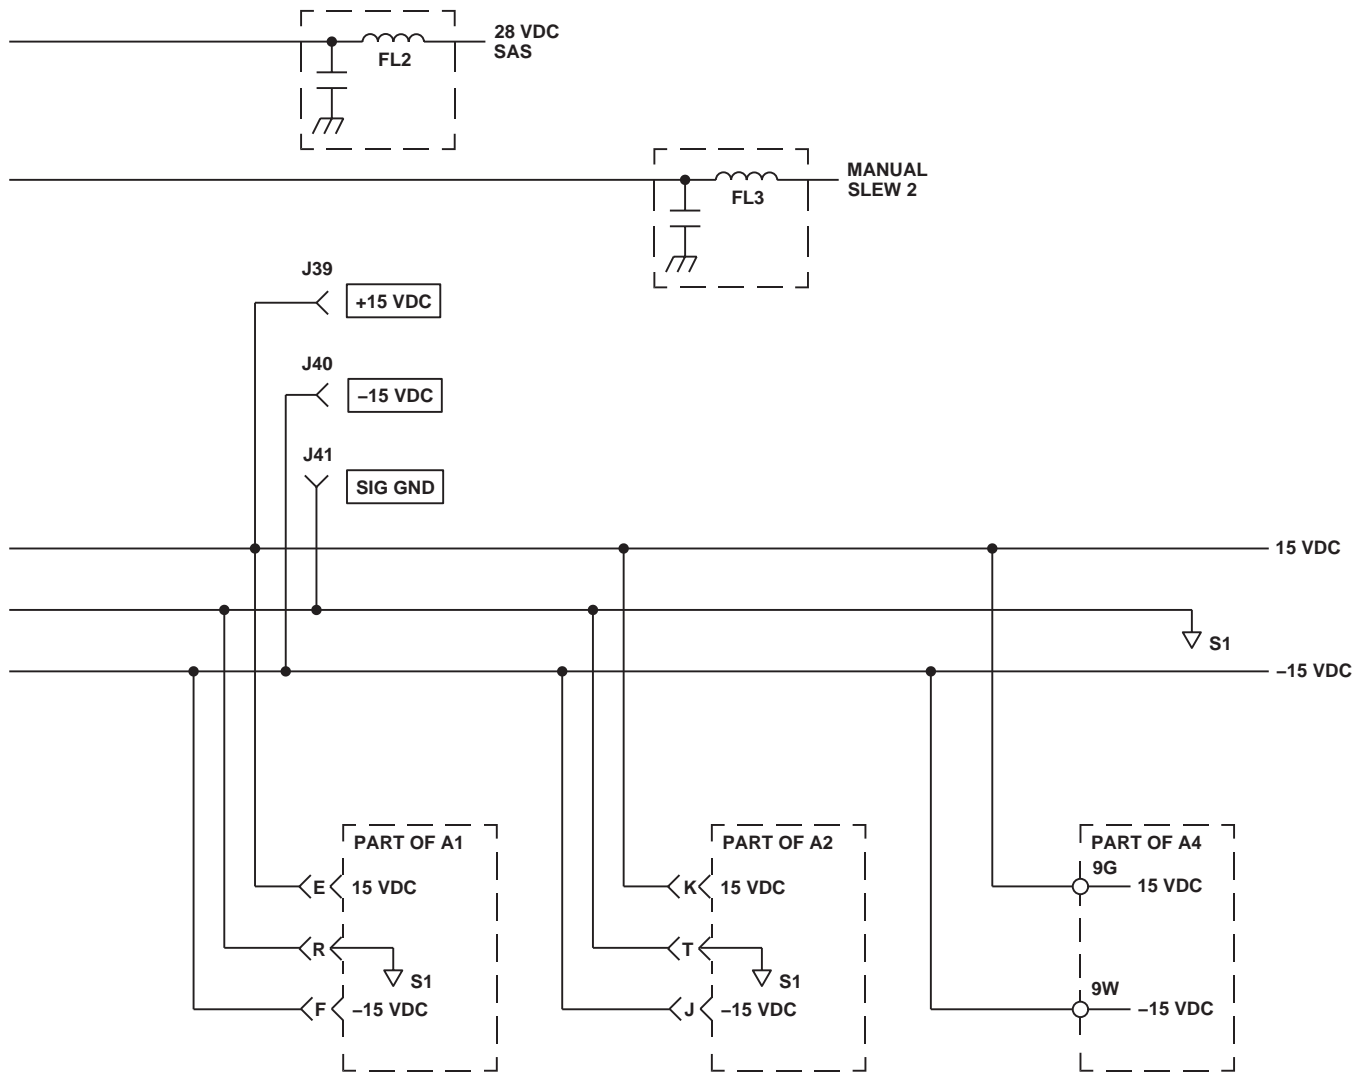 28 VDC
SAS
FL2
MANUAL
SLEW 2
FL3
J39
+15 VDC
J40
–15 VDC
J41
SIG GND
15 VDC
S1
–15 VDC
PART OF A1
E 15 VDC
R
S1
F –15 VDC
PART OF A2
K 15 VDC
T
S1
J –15 VDC
PART OF A4
9G
15 VDC
9W
–15 VDC